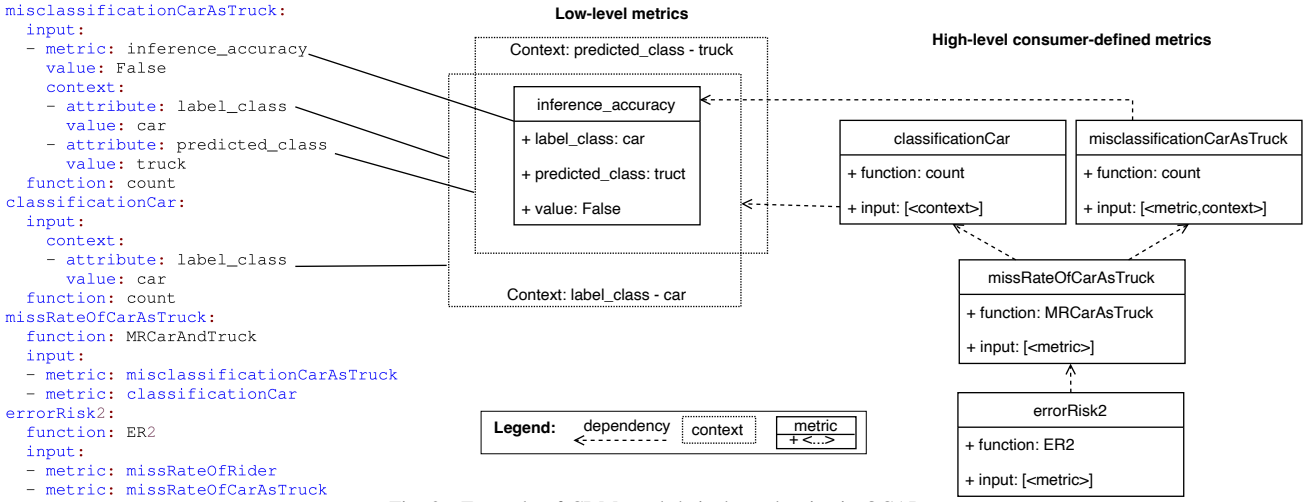 misclassificationCarAsTruck:
input:
- metric: inference_accuracy
value: False
context:
- attribute: label_class
value: car
- attribute: predicted_class
value: truck
function: count
classificationCar:
input:
context:
- attribute: label_class
value: car
function: count
missRateOfCarAsTruck:
function: MRCarAndTruck
input:
- metric: misclassificationCarAsTruck
- metric: classificationCar
errorRisk2:
function: ER2
input:
- metric: missRateOfRider
- metric: missRateOfCarAsTruck
Low-level metrics
Context: predicted_class - truck
inference_accuracy
+ label_class: car
+ predicted_class: truct
+ value: False
Context: label_class - car
High-level consumer-defined metrics
classificationCar
+ function: count
+ input: [<context>]
misclassificationCarAsTruck
+ function: count
+ input: [<metric,context>]
missRateOfCarAsTruck
+ function: MRCarAsTruck
+ input: [<metric>]
errorRisk2
+ function: ER2
+ input: [<metric>]
Legend:
dependency
context
metric
+ <...>